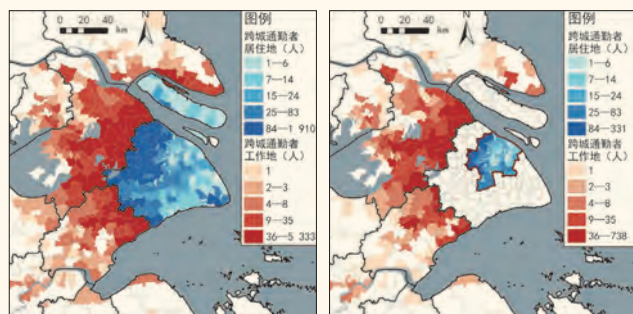 0 20 40
km
N
图例
跨城通勤者
居住地（人）
1—6
7—14
15—24
25—83
84—1 910
跨城通勤者
工作地（人）
1
2—3
4—8
9—35
36—5 333
0 20 40
km
N
图例
跨城通勤者
居住地（人）
1—6
7—14
15—24
25—83
84—331
跨城通勤者
工作地（人）
1
2—3
4—8
9—35
36—738